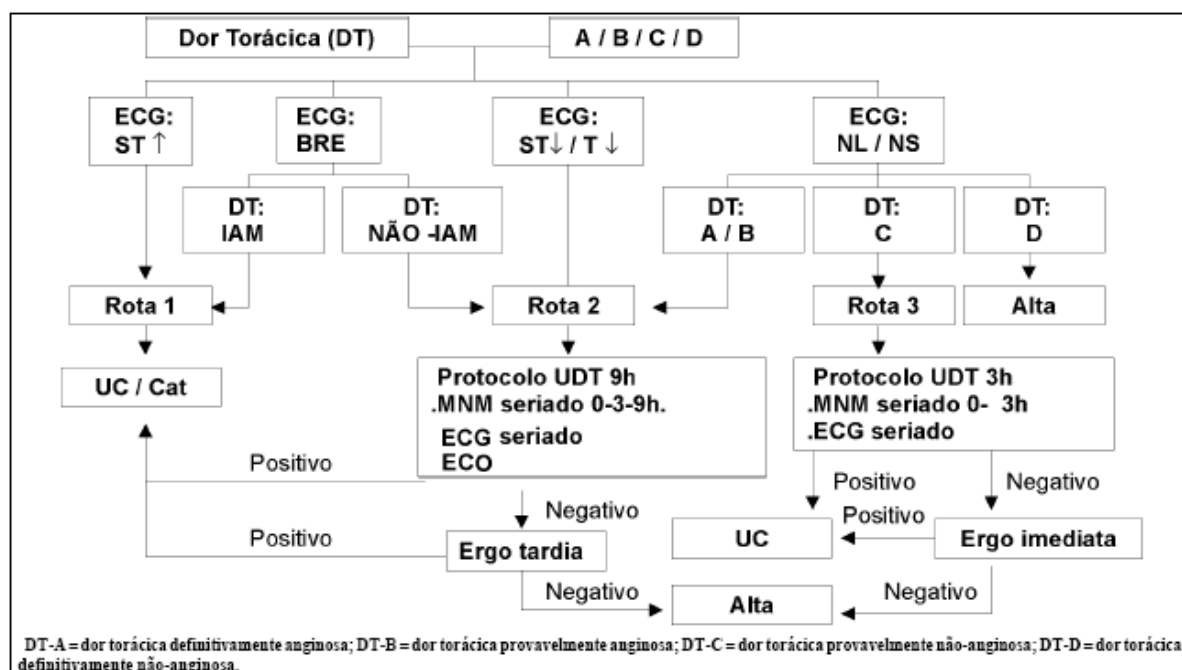 Dor Torácica (DT)
A / B / C / D
ECG:
ST ↑
ECG:
BRE
ECG:
ST↓ / T ↓
ECG:
NL / NS
DT:
IAM
DT:
NÃO -IAM
DT:
A / B
DT:
C
DT:
D
Rota 1
Rota 2
Rota 3
Alta
UC / Cat
Protocolo UDT 9h
.MNM seriado 0-3-9h.
ECG seriado
ECO
Protocolo UDT 3h
.MNM seriado 0- 3h
.ECG seriado
Positivo
Negativo
Positivo
Negativo
Positivo
Positivo
Ergo tardia
UC
Ergo imediata
Negativo
Negativo
Alta
DT-A = dor torácica definitivamente anginosa; DT-B = dor torácica provavelmente anginosa; DT-C = dor torácica provavelmente não-anginosa; DT-D = dor torácica
definitivamente não-anginosa.